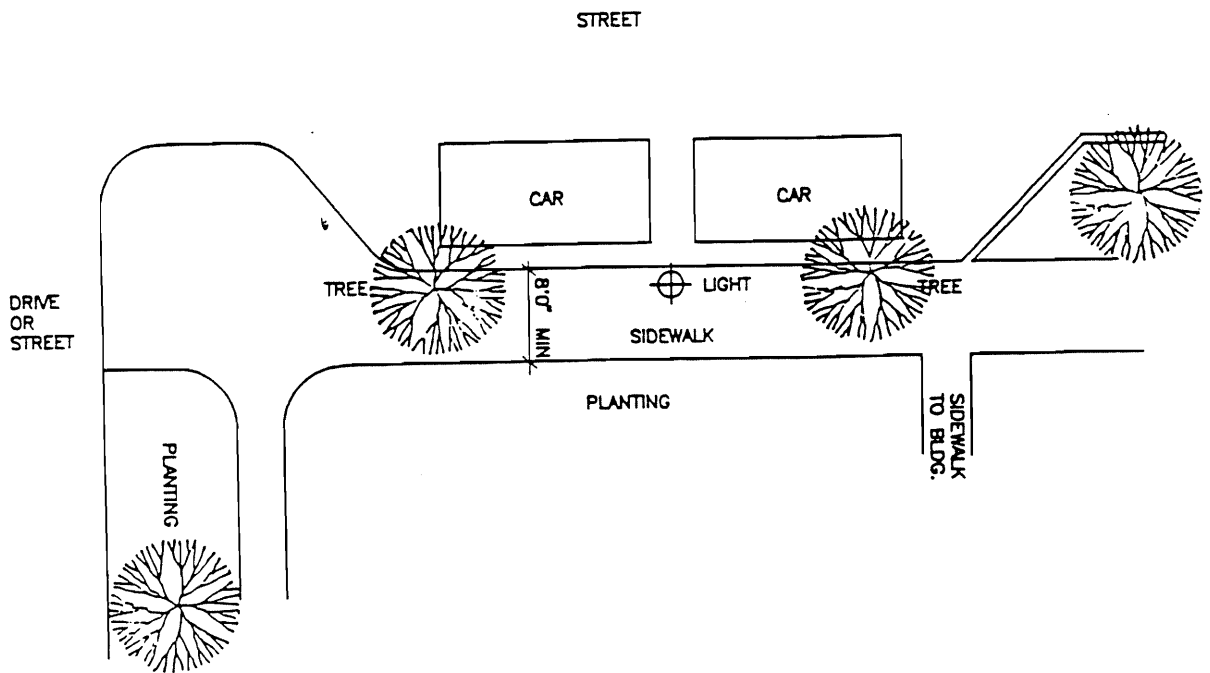 STREET
CAR
CAR
TREE
8'0" MIN
LIGHT
TREE
DRIVE
OR
STREET
SIDEWALK
PLANTING
SIDEWALK
TO BLDG.
PLANTING